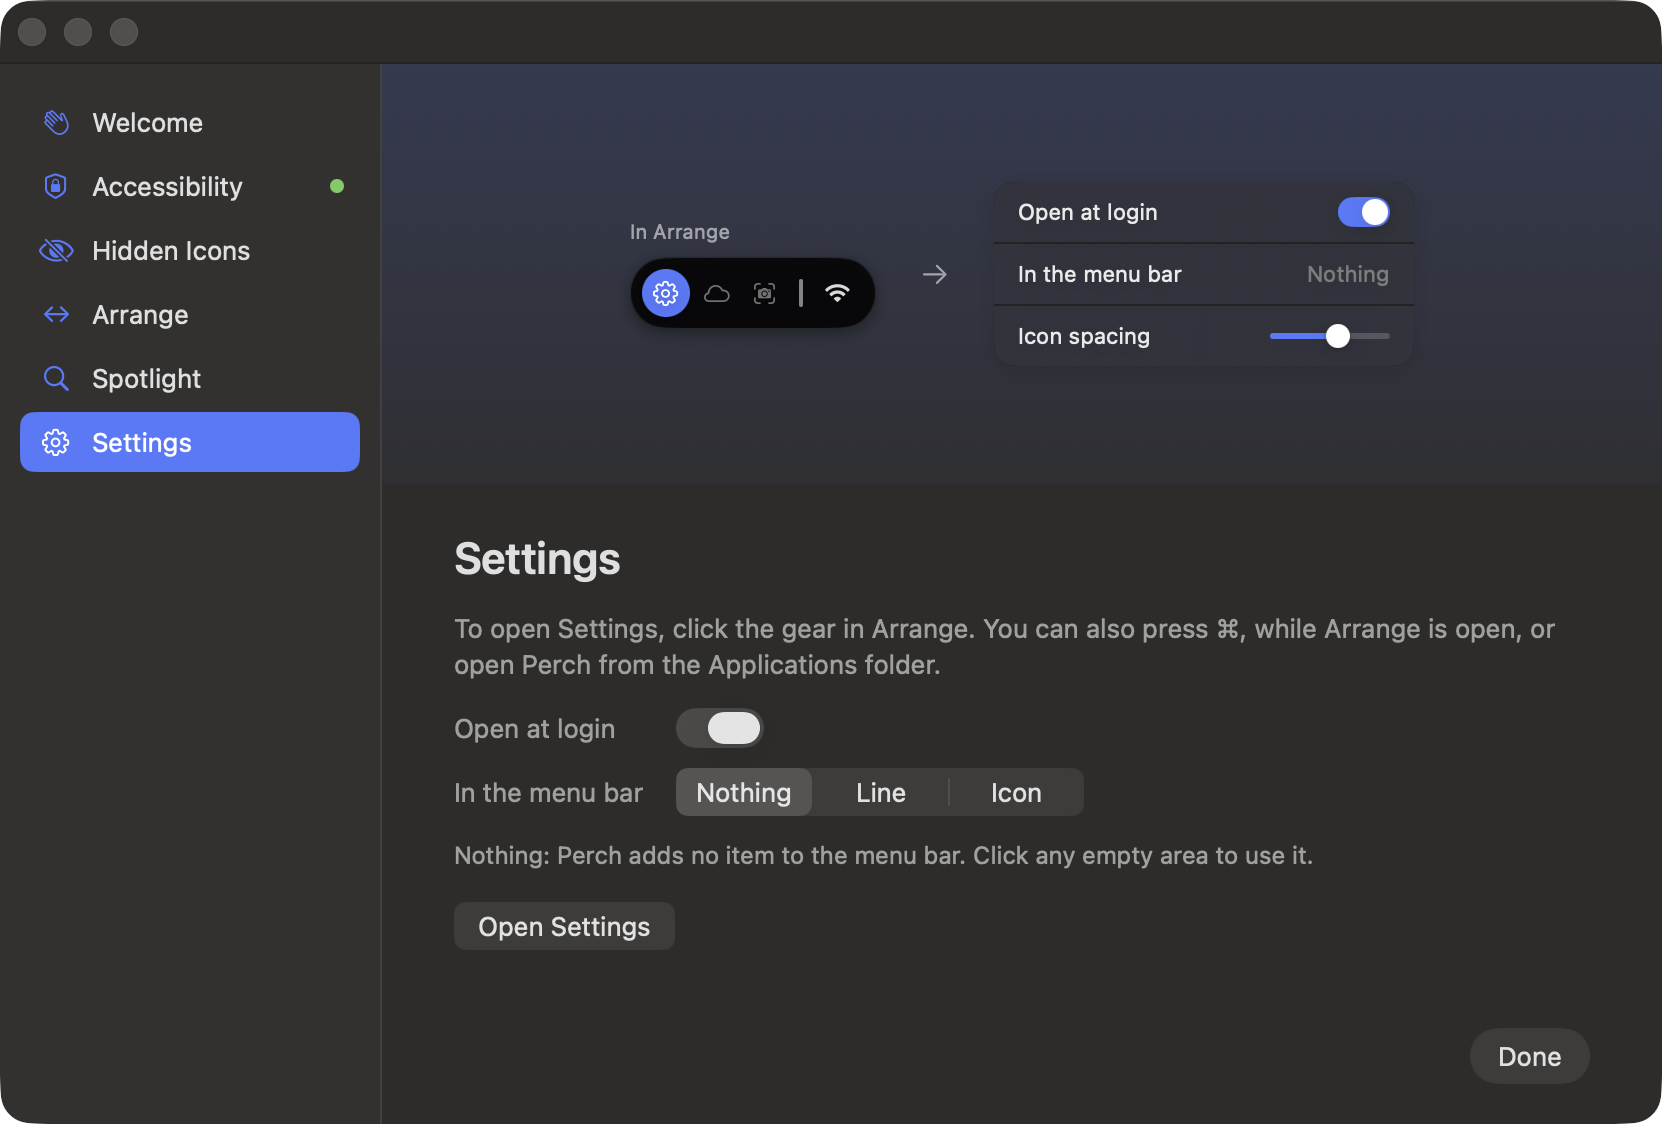 Welcome
Accessibility
Hidden Icons
Arrange
Spotlight
Settings
In Arrange
Open at login
In the menu bar
Nothing
Icon spacing
Settings
To open Settings, click the gear in Arrange. You can also press ⌘, while Arrange is open, or
open Perch from the Applications folder.
Open at login
In the menu bar
Nothing
Line
Icon
Nothing: Perch adds no item to the menu bar. Click any empty area to use it.
Open Settings
Done